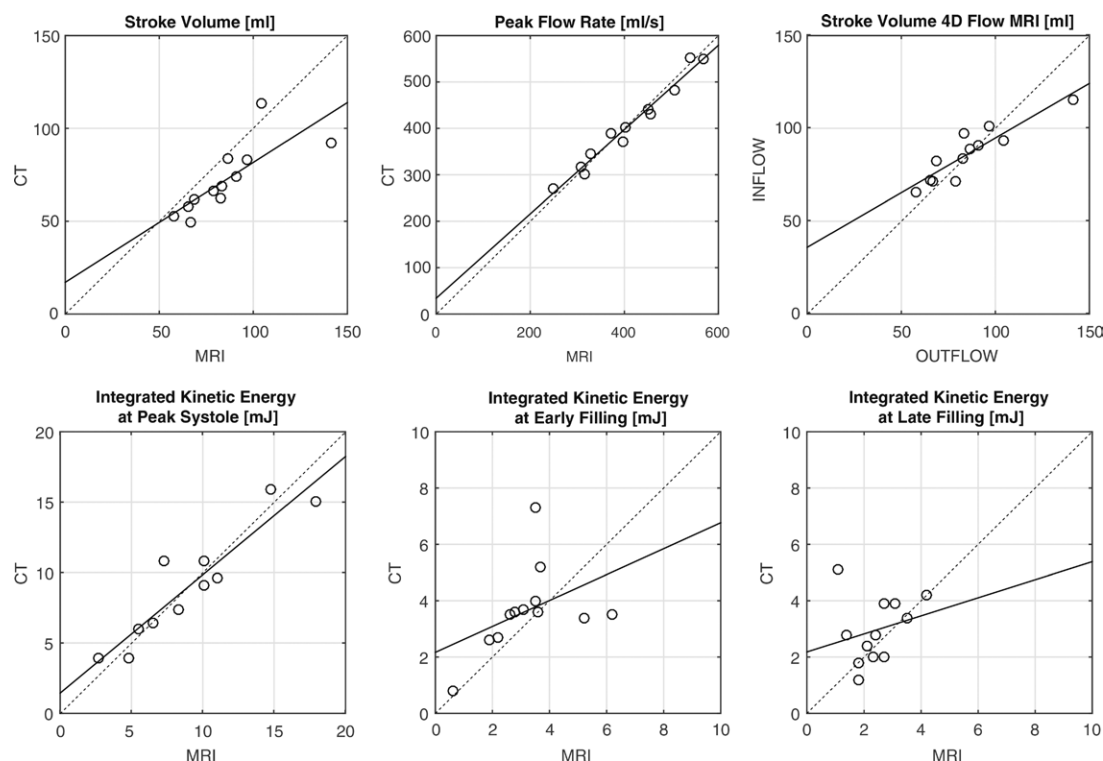 Stroke Volume [ml]
150
100
50
0
CT
0 50 100 150
MRI
Peak Flow Rate [ml/s]
600
500
400
300
200
100
0
CT
200 400 600
MRI
Stroke Volume 4D Flow MRI [ml]
150
100
50
0
INFLOW
0 50 100 150
OUTFLOW
Integrated Kinetic Energy
at Peak Systole [mJ]
20
15
10
5
0
CT
0 5 10 15 20
MRI
Integrated Kinetic Energy
at Early Filling [mJ]
10
8
6
4
2
0
CT
0 2 4 6 8 10
MRI
Integrated Kinetic Energy
at Late Filling [mJ]
10
8
6
4
2
0
CT
0 2 4 6 8 10
MRI